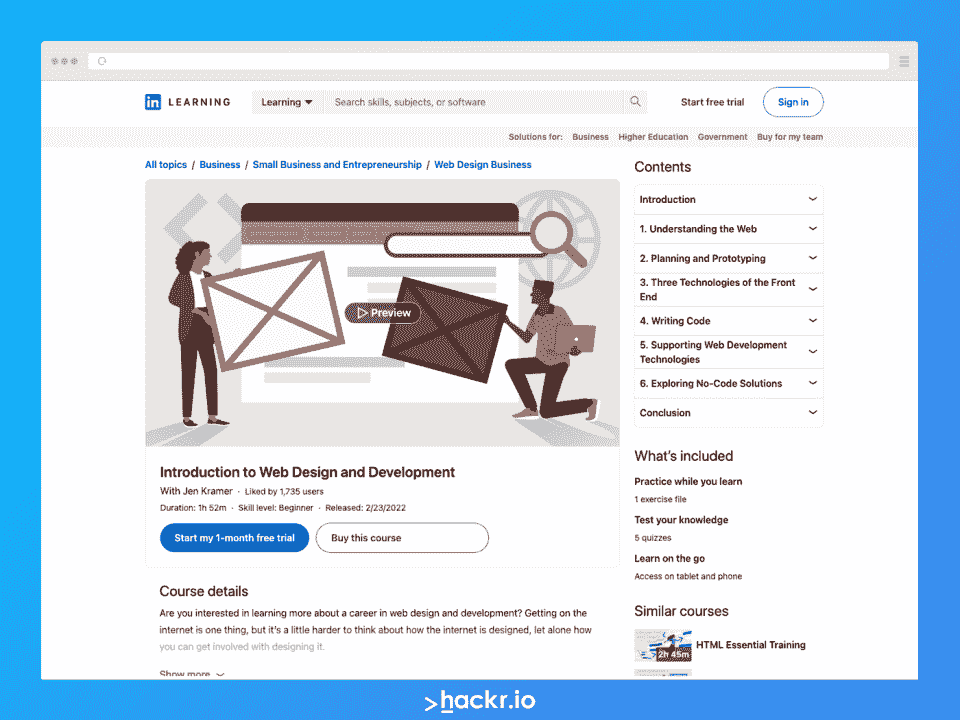 in LEARNING
Learning
Search skills, subjects, or software
Start free trial
Sign in
Solutions for: Business Higher Education Government Buy for my team
All topics / Business / Small Business and Entrepreneurship / Web Design Business
Preview
Introduction to Web Design and Development
With Jen Kramer · Liked by 1,735 users
Duration: 1h 52m · Skill level: Beginner · Released: 2/23/2022
Start my 1-month free trial
Buy this course
Course details
Are you interested in learning more about a career in web design and development? Getting on the
internet is one thing, but it's a little harder to think about how the internet is designed, let alone how
you can get involved with designing it.
Show more
Contents
Introduction
1. Understanding the Web
2. Planning and Prototyping
3. Three Technologies of the Front
End
4. Writing Code
5. Supporting Web Development
Technologies
6. Exploring No-Code Solutions
Conclusion
What's included
Practice while you learn
1 exercise file
Test your knowledge
5 quizzes
Learn on the go
Access on tablet and phone
Similar courses
2h 45m
HTML Essential Training
>hackr.io